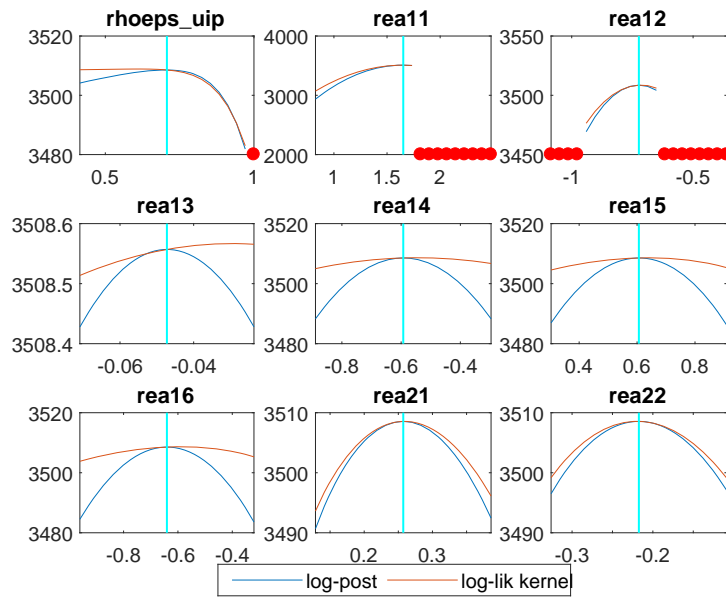 rhoeps_uip rea11 rea12
3520 4000 3550
3500 3000 3500
3480 2000 3450
0.5 1 1 1.5 2 -1 -0.5
rea13 rea14 rea15
3508.6 3520 3520
3508.5 3500 3500
3508.4 3480 3480
-0.06 -0.04 -0.8 -0.6 -0.4 0.4 0.6 0.8
rea16 rea21 rea22
3520 3510 3510
3500 3500 3500
3480 3490 3490
-0.8 -0.6 -0.4 0.2 0.3 -0.3 -0.2
log-post log-lik kernel